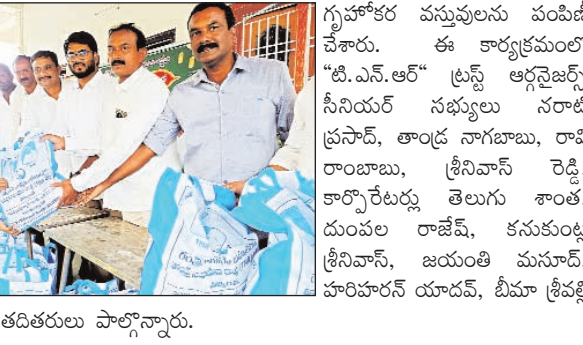 గృహోకర వస్తువులను పంపిణీ
చేశారు. ఈ కార్యక్రమంలో
“టి.ఎన్.ఆర్“ ట్రస్ట్ ఆర్గనైజర్స్
సీనియర్ సభ్యులు నరాటి
ప్రసాద్, తాండ్ర నాగబాబు, రావి
రాంబాబు, శ్రీనివాస్ రెడ్డి,
కార్పొరేటర్లు తెలుగు శాంత,
దుంపల రాజేష్, కనుకుంట్ల
శ్రీనివాస్, జయంతి మసూద్,
హరిహరన్ యాదవ్, బీమా శ్రీవల్లి
తదితరులు పాల్గొన్నారు.